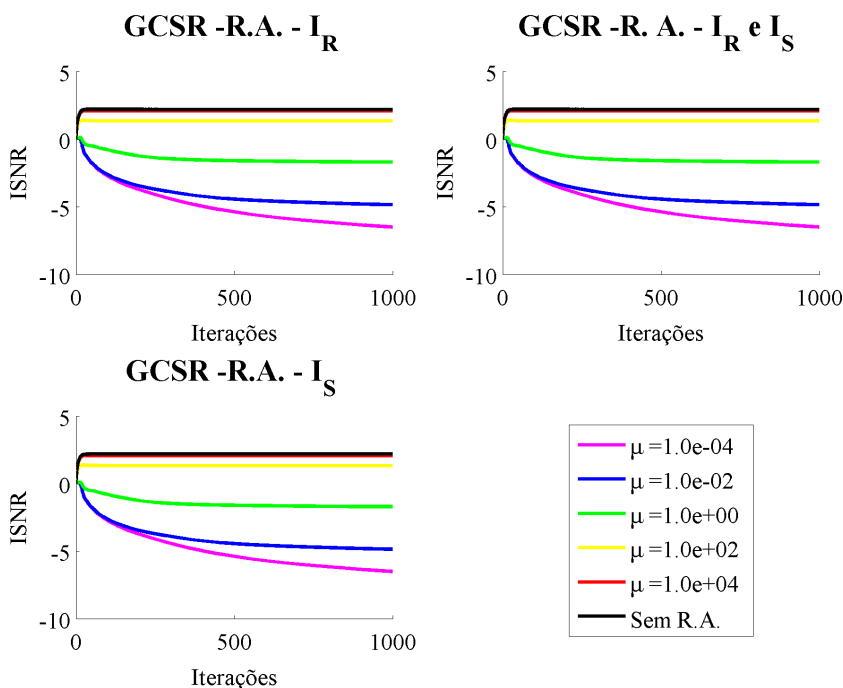 GCSR -R.A. - I_R
5
0
-5
-10
ISNR
0
500
1000
Iterações
GCSR -R. A. - I_R e I_S
5
0
-5
-10
ISNR
0
500
1000
Iterações
GCSR -R.A. - I_S
5
0
-5
-10
ISNR
0
500
1000
Iterações
μ =1.0e-04
μ =1.0e-02
μ =1.0e+00
μ =1.0e+02
μ =1.0e+04
Sem R.A.